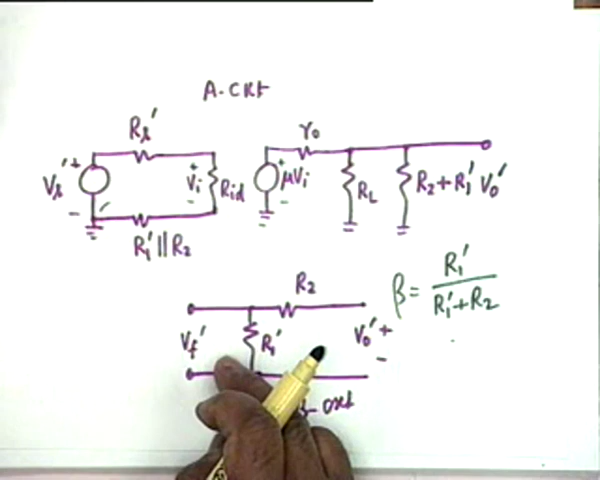 A-CKt
Rs'
+
Vs'
-
+
Vi
-
Rid
R1' || R2
ro
+
μVi
-
RL
R2+R1'
Vo'
R2
Vf'
R1'
Vo'
+
-
β = R1' / R1'+R2
ckt